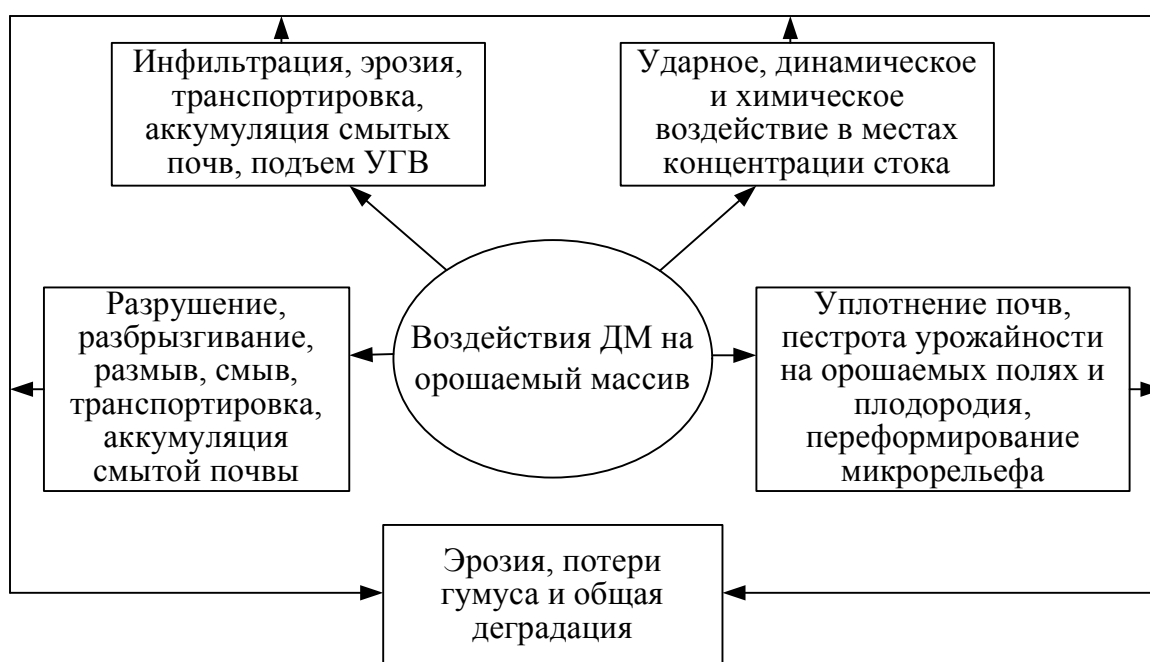 Инфильтрация, эрозия,
транспортировка,
аккумуляция смытых
почв, подъем УГВ
Ударное, динамическое
и химическое
воздействие в местах
концентрации стока
Разрушение,
разбрызгивание,
размыв, смыв,
транспортировка,
аккумуляция
смытой почвы
Воздействия ДМ на
орошаемый массив
Уплотнение почв,
пестрота урожайности
на орошаемых полях и
плодородия,
переформирование
микрорельефа
Эрозия, потери
гумуса и общая
деградация